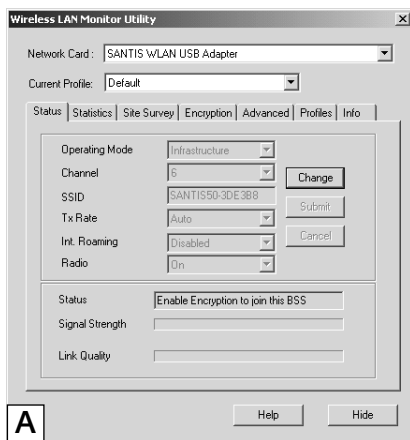 Wireless LAN Monitor Utility
Network Card : SANTIS WLAN USB Adapter
Current Profile: Default
Status Statistics Site Survey Encryption Advanced Profiles Info
Operating Mode Infrastructure
Channel 6
Change
SSID SANTIS50-3DE3B8
Submit
Tx Rate Auto
Int. Roaming Disabled
Cancel
Radio On
Status Enable Encryption to join this BSS
Signal Strength
Link Quality
A
Help Hide